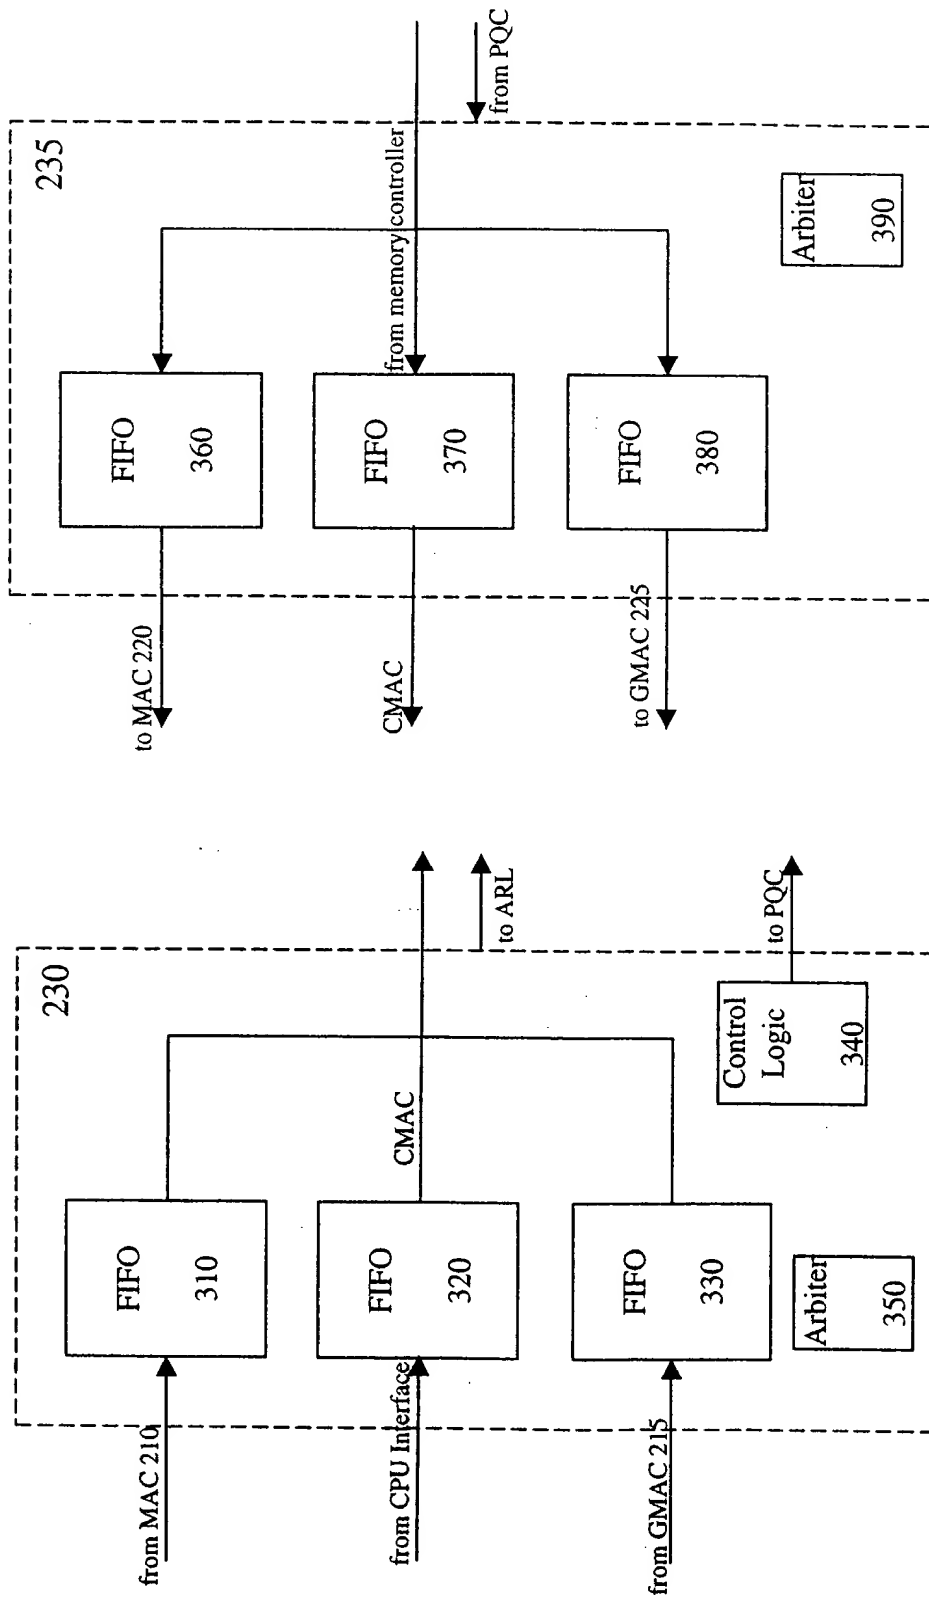 230
from MAC 210
FIFO
310
from CPU Interface
FIFO
320
CMAC
to ARL
from GMAC 215
FIFO
330
Arbiter
350
Control
Logic
340
to PQC
235
to MAC 220
FIFO
360
CMAC
FIFO
370
from memory controller
from PQC
to GMAC 225
FIFO
380
Arbiter
390